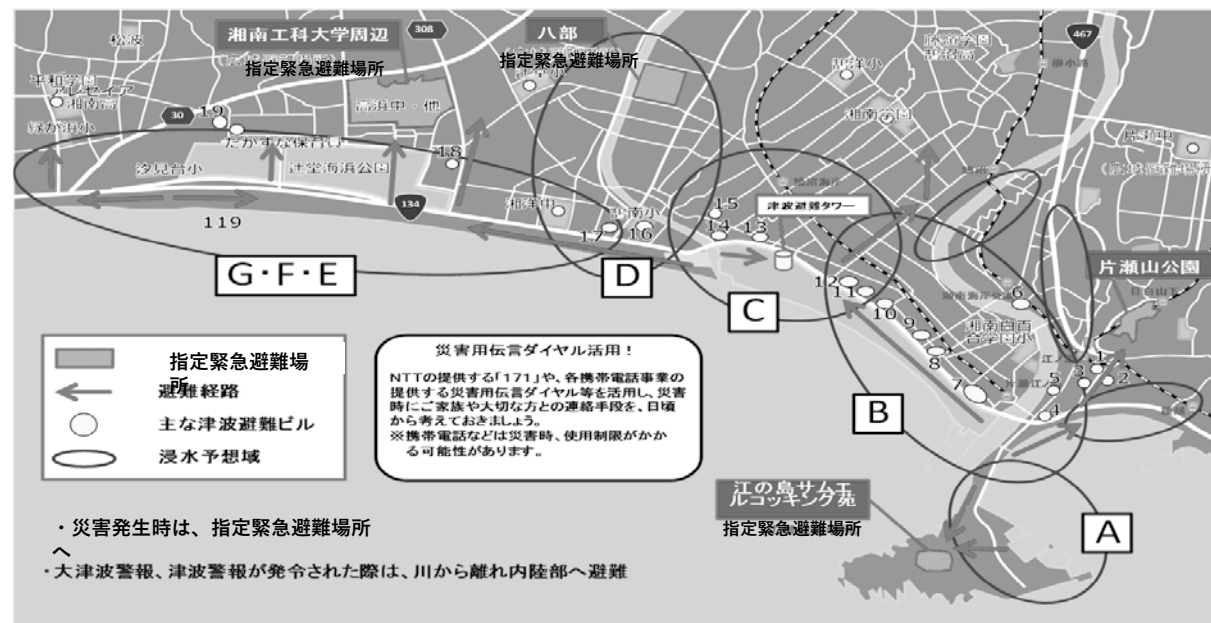 湘南工科大学周辺
指定緊急避難場所
308
八部
指定緊急避難場所
467
松波
湘南高
30
19
高浜中・他
たかすな保育園
汐見台小
辻堂海浜公園
18
湘洋中
鵠南小
湘南学園
片瀬中
134
119
17
16
15
14
13
津波避難タワー
G・F・E
D
C
12
11
10
9
8
7
6
湘南白百
合学園小
片瀬山公園
目白山下
1
2
3
5
4
B
A
指定緊急避難場
所
避難経路
主な津波避難ビル
浸水予想域
災害用伝言ダイヤル活用！
NTTの提供する「171」や、各携帯電話事業の
提供する災害用伝言ダイヤル等を活用し、災害
時にご家族や大切な方との連絡手段を、日頃
から考えておきましょう。
※携帯電話などは災害時、使用制限がかか
る可能性があります。
江の島サムエ
ルコッキング苑
指定緊急避難場所
・災害発生時は、指定緊急避難場所
へ
・大津波警報、津波警報が発令された際は、川から離れ内陸部へ避難